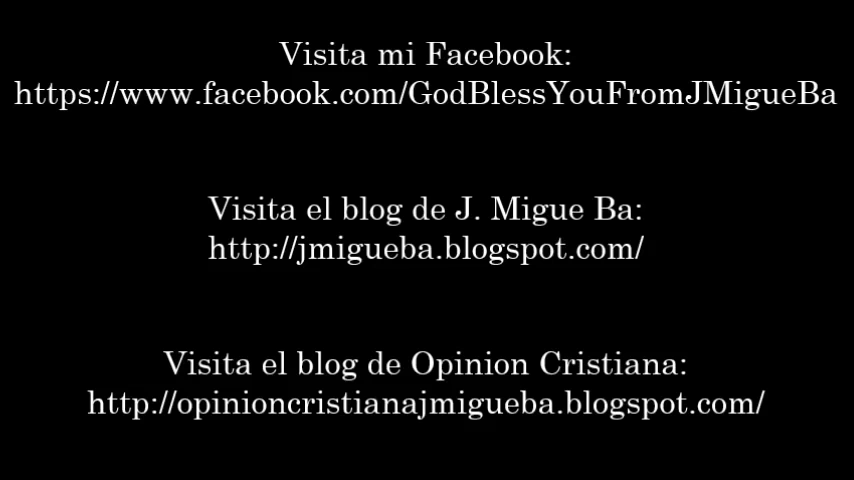 Visita mi Facebook:
https://www.facebook.com/GodBlessYouFromJMigueBa
Visita el blog de J. Migue Ba:
http://jmigueba.blogspot.com/
Visita el blog de Opinion Cristiana:
http://opinioncristianajmigueba.blogspot.com/